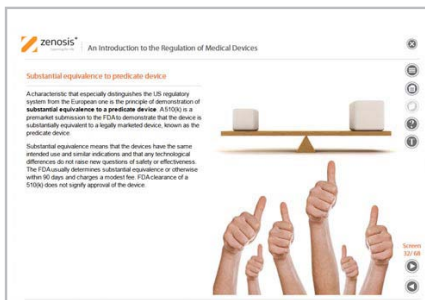 zenosis
An Introduction to the Regulation of Medical Devices
Substantial equivalence to predicate device
A characteristic that especially distinguishes the US regulatory
system from the European one is the principle of demonstration of
substantial equivalence to a predicate device. A 510(k) is a
premarket submission to the FDA to demonstrate that the device is
substantially equivalent to a legally marketed device, known as the
predicate device.
Substantial equivalence means that the devices have the same
intended use and similar indications and that any technological
differences do not raise new questions of safety or effectiveness.
The FDA usually determines substantial equivalence or otherwise
within 90 days and charges a modest fee. FDA clearance of a
510(k) does not signify approval of the device.
Screen
32/ 68